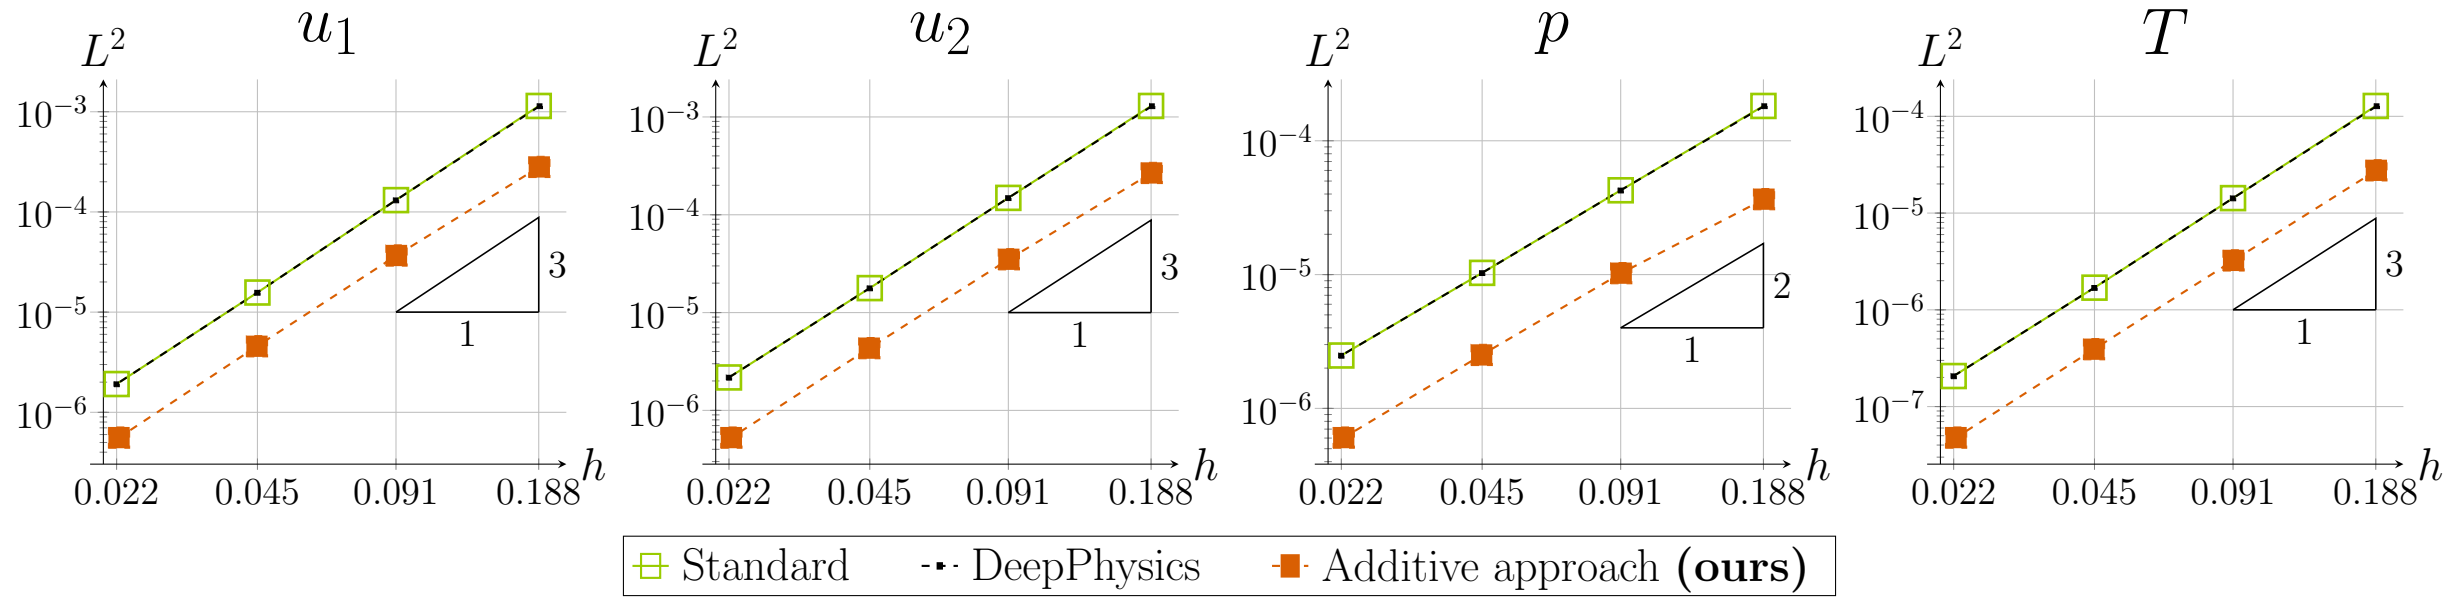 u₁
L²
10⁻³
10⁻⁴
10⁻⁵
10⁻⁶
3
1
h
0.022 0.045 0.091 0.188
u₂
L²
10⁻³
10⁻⁴
10⁻⁵
10⁻⁶
3
1
h
0.022 0.045 0.091 0.188
p
L²
10⁻⁴
10⁻⁵
10⁻⁶
2
1
h
0.022 0.045 0.091 0.188
T
L²
10⁻⁴
10⁻⁵
10⁻⁶
10⁻⁷
3
1
h
0.022 0.045 0.091 0.188
Standard DeepPhysics Additive approach (ours)